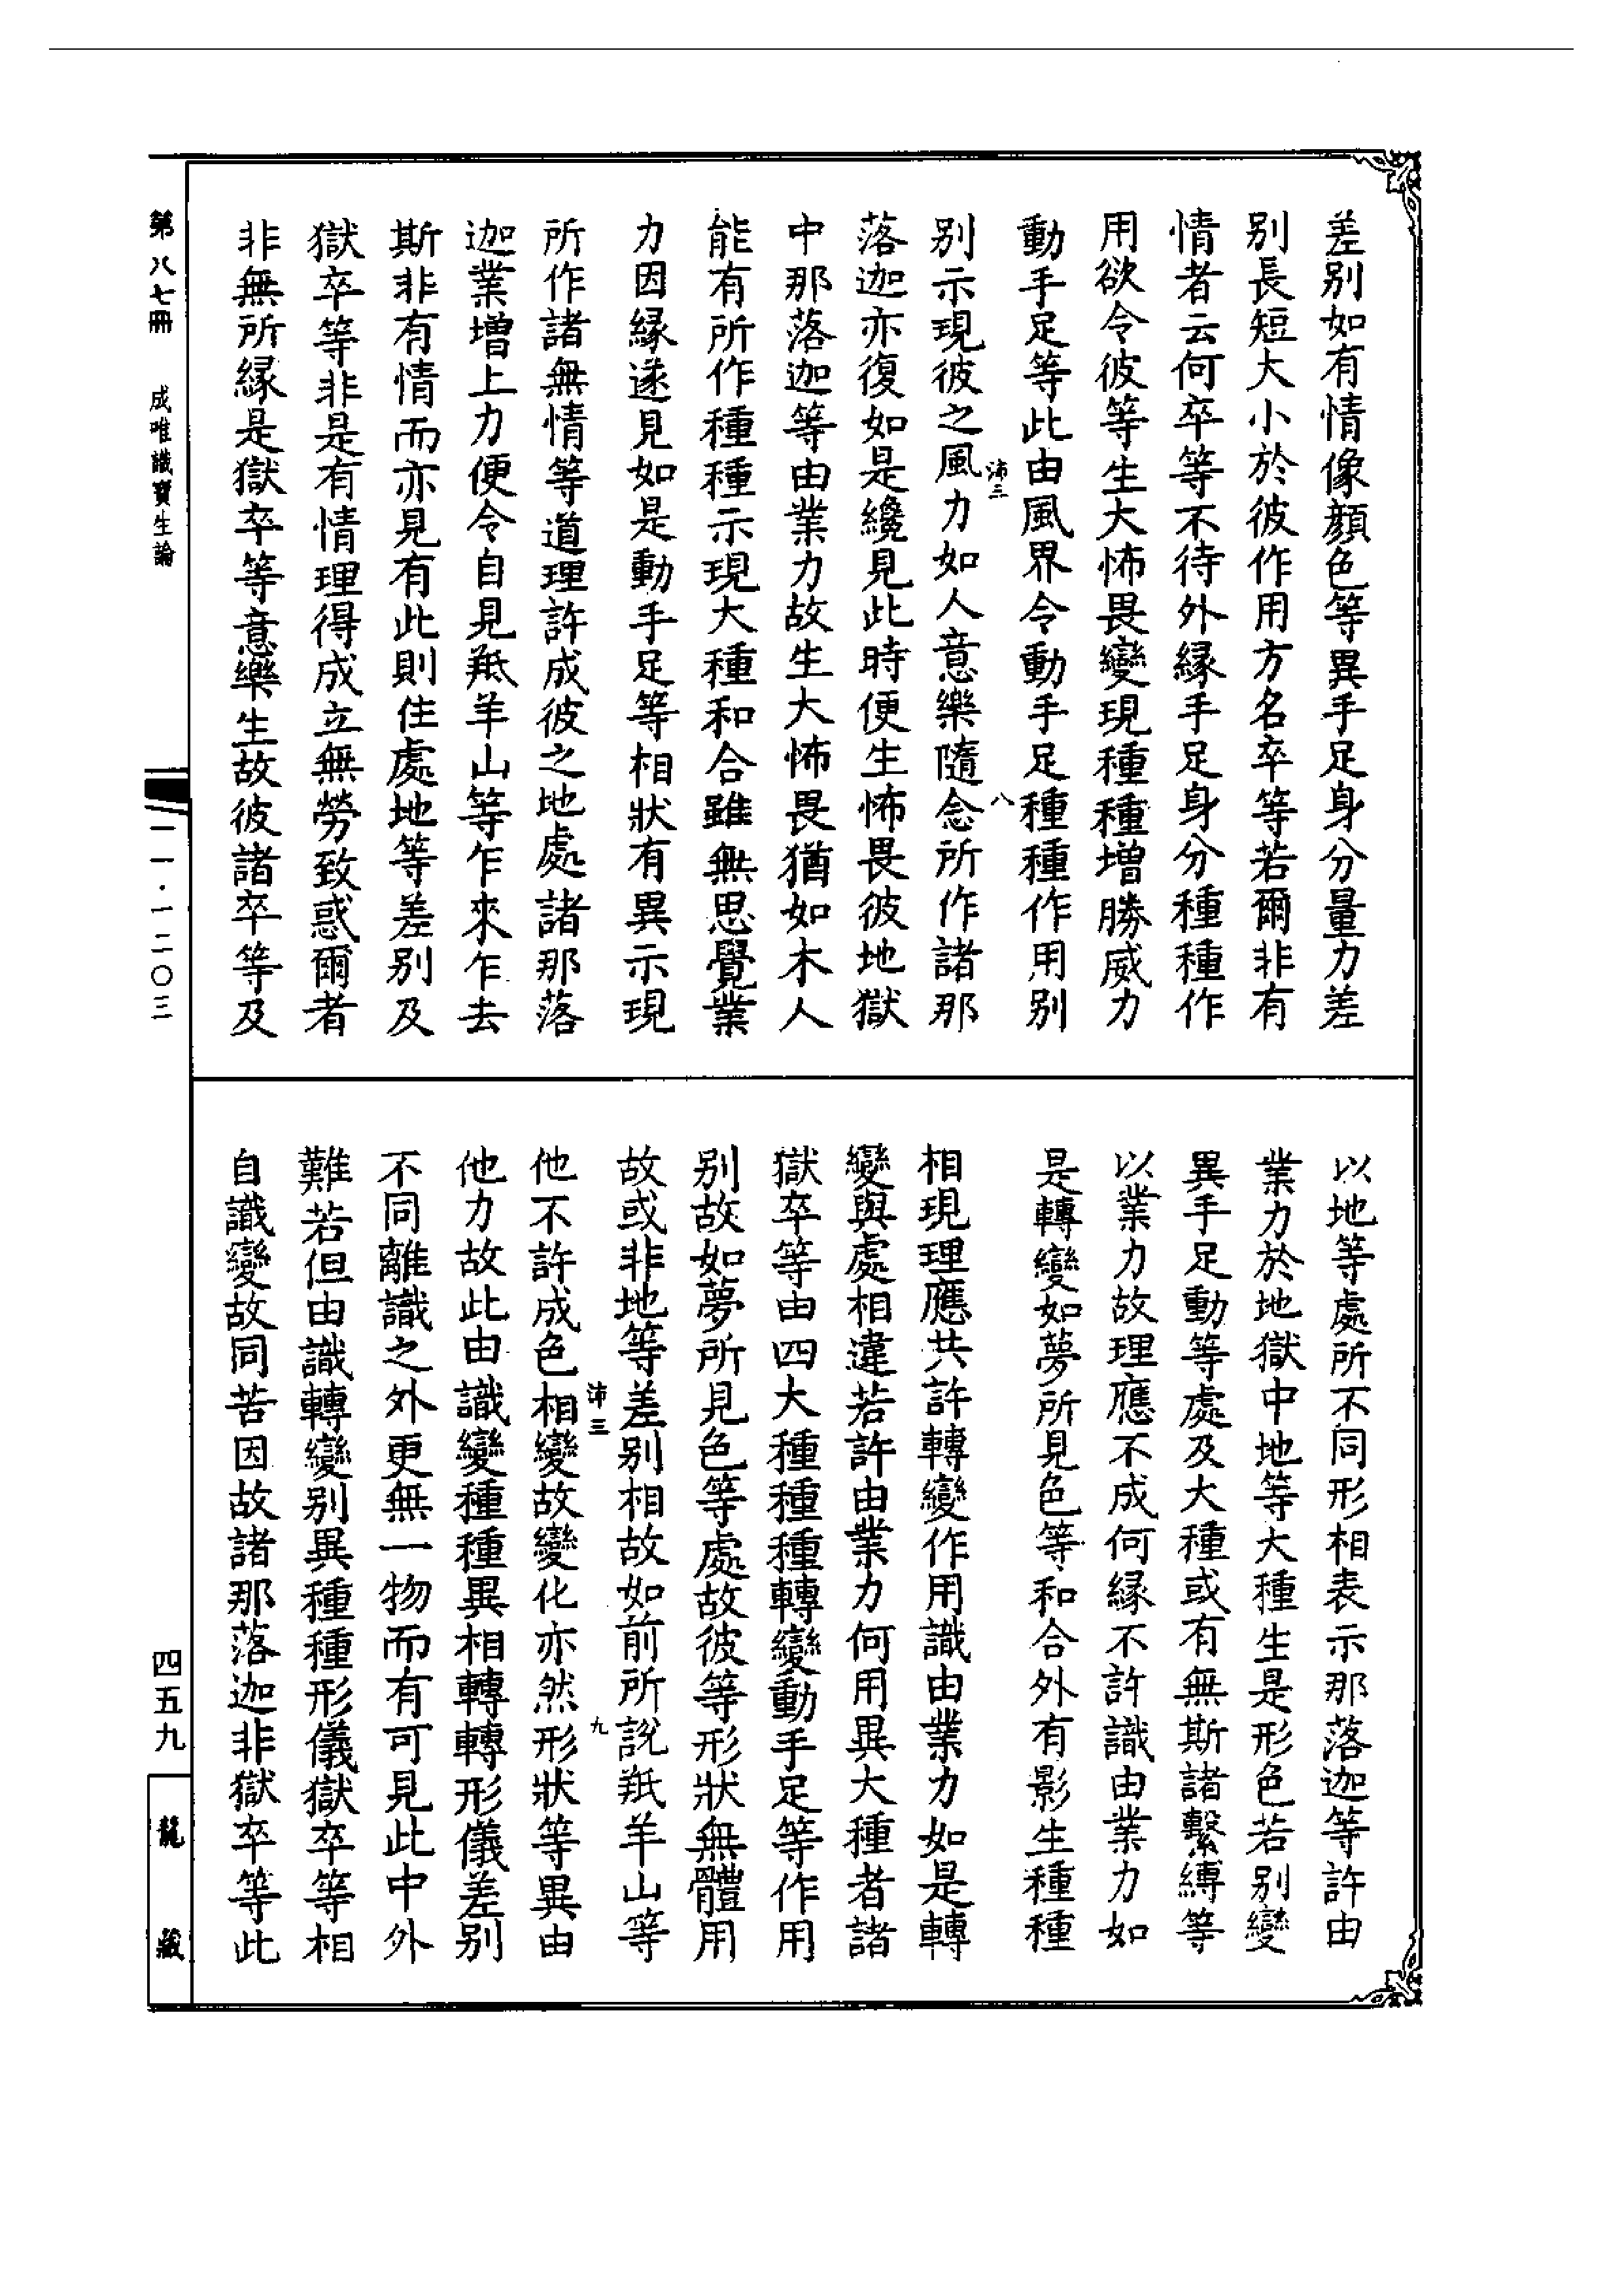 差別如有情像顏色等異手足身分量力差
別長短大小於彼作用方名卒等若爾非有
情者云何卒等不待外緣手足身分種種作
用欲令彼等生大怖畏變現種種增勝威力
動手足等此由風界令動手足種種作用別
沛三
八
別示現彼之風力如人意樂隨念所作諸那
落迦亦復如是纔見此時便生怖畏彼地獄
中那落迦等由業力故生大怖畏猶如木人
能有所作種種示現大種和合雖無思覺業
力因緣遂見如是動手足等相狀有異示現
所作諸無情等道理許成彼之地處諸那落
迦業增上力便令自見羝羊山等乍來乍去
斯非有情而亦見有此則住處地等差別及
獄卒等非是有情理得成立無勞致惑爾者
非無所緣是獄卒等意樂生故彼諸卒等及
以地等處所不同形相表示那落迦等許由
業力於地獄中地等大種生是形色若別變
異手足動等處及大種或有無斯諸繫縛等
以業力故理應不成何緣不許識由業力如
是轉變如夢所見色等和合外有影生種種
相現理應共許轉變作用識由業力如是轉
變與處相違若許由業力何用異大種者諸
獄卒等由四大種種種轉變動手足等作用
別故如夢所見色等處故彼等形狀無體用
故或非地等差別相故如前所說羝羊山等
沛三
九
他不許成色相變故變化亦然形狀等異由
他力故此由識變種種異相轉轉形儀差別
不同離識之外更無一物而有可見此中外
難若但由識轉變別異種種形儀獄卒等相
自識變故同苦因故諸那落迦非獄卒等此
第八七冊
成唯識寶生論
一一·一二〇三
四五九
龍藏